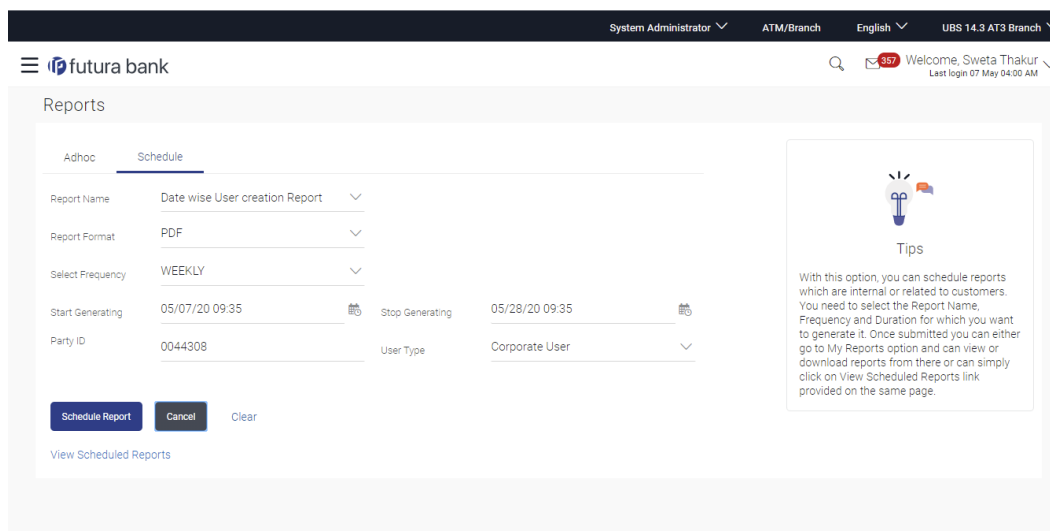 System Administrator ATM/Branch English UBS 14.3 AT3 Branch
futura bank
357
Welcome, Sweta Thakur
Last login 07 May 04:00 AM
Reports
Adhoc Schedule
Report Name Date wise User creation Report
Report Format PDF
Select Frequency WEEKLY
Start Generating 05/07/20 09:35 Stop Generating 05/28/20 09:35
Party ID 0044308 User Type Corporate User
Schedule Report Cancel Clear
View Scheduled Reports
Tips
With this option, you can schedule reports
which are internal or related to customers.
You need to select the Report Name,
Frequency and Duration for which you want
to generate it. Once submitted you can either
go to My Reports option and can view or
download reports from there or can simply
click on View Scheduled Reports link
provided on the same page.